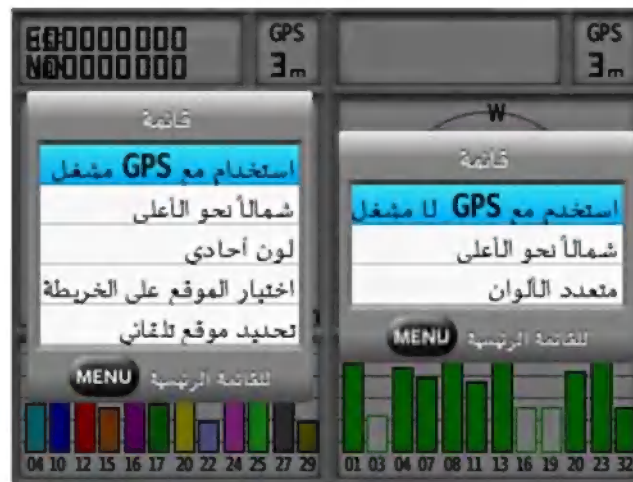 GPS
3m
قائمة
استخدام مع GPS مشغل
شمالاً نحو الأعلى
لون أحادي
اختيار الموقع على الخريطة
تحديد موقع تلقائي
MENU للقائمة الرئيسية
04 10 12 15 16 17 20 22 24 25 27 29
GPS
3m
W
قائمة
استخدم مع GPS لا مشغل
شمالاً نحو الأعلى
متعدد الألوان
MENU للقائمة الرئيسية
01 03 04 07 08 11 13 16 19 20 23 32